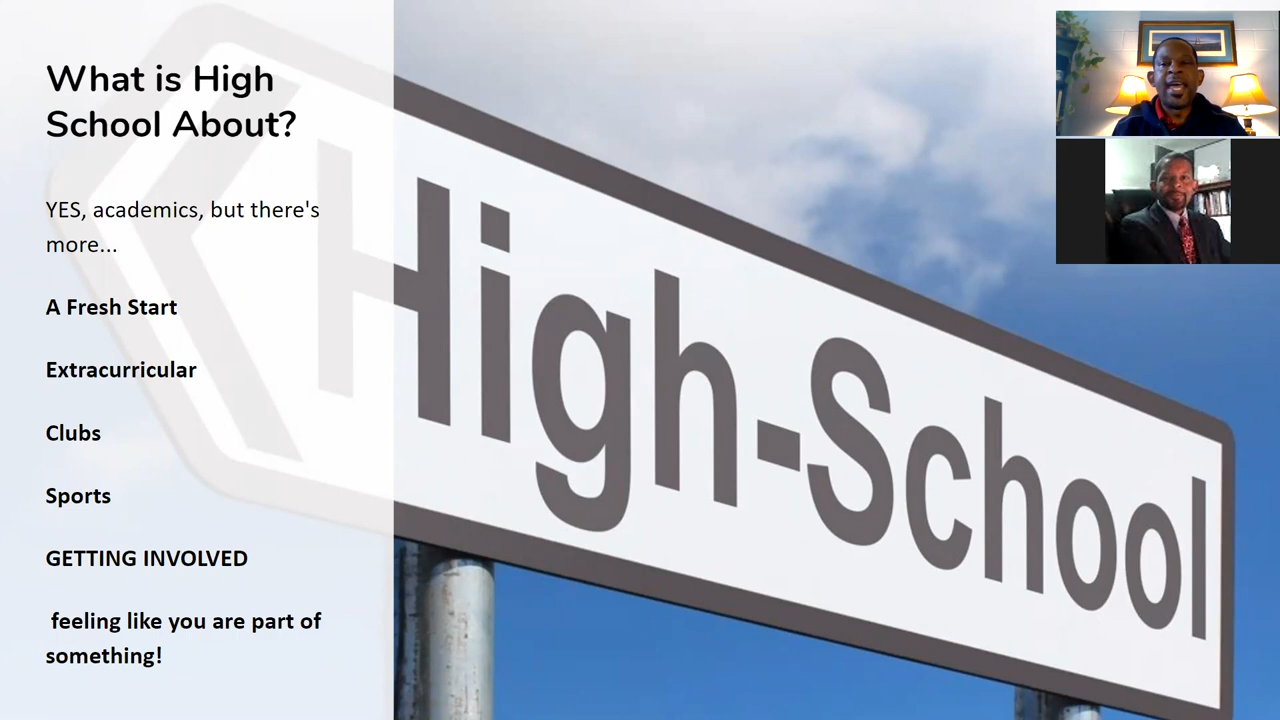 What is High
School About?
YES, academics, but there's
more...
A Fresh Start
Extracurricular
Clubs
Sports
GETTING INVOLVED
feeling like you are part of
something!
High-School